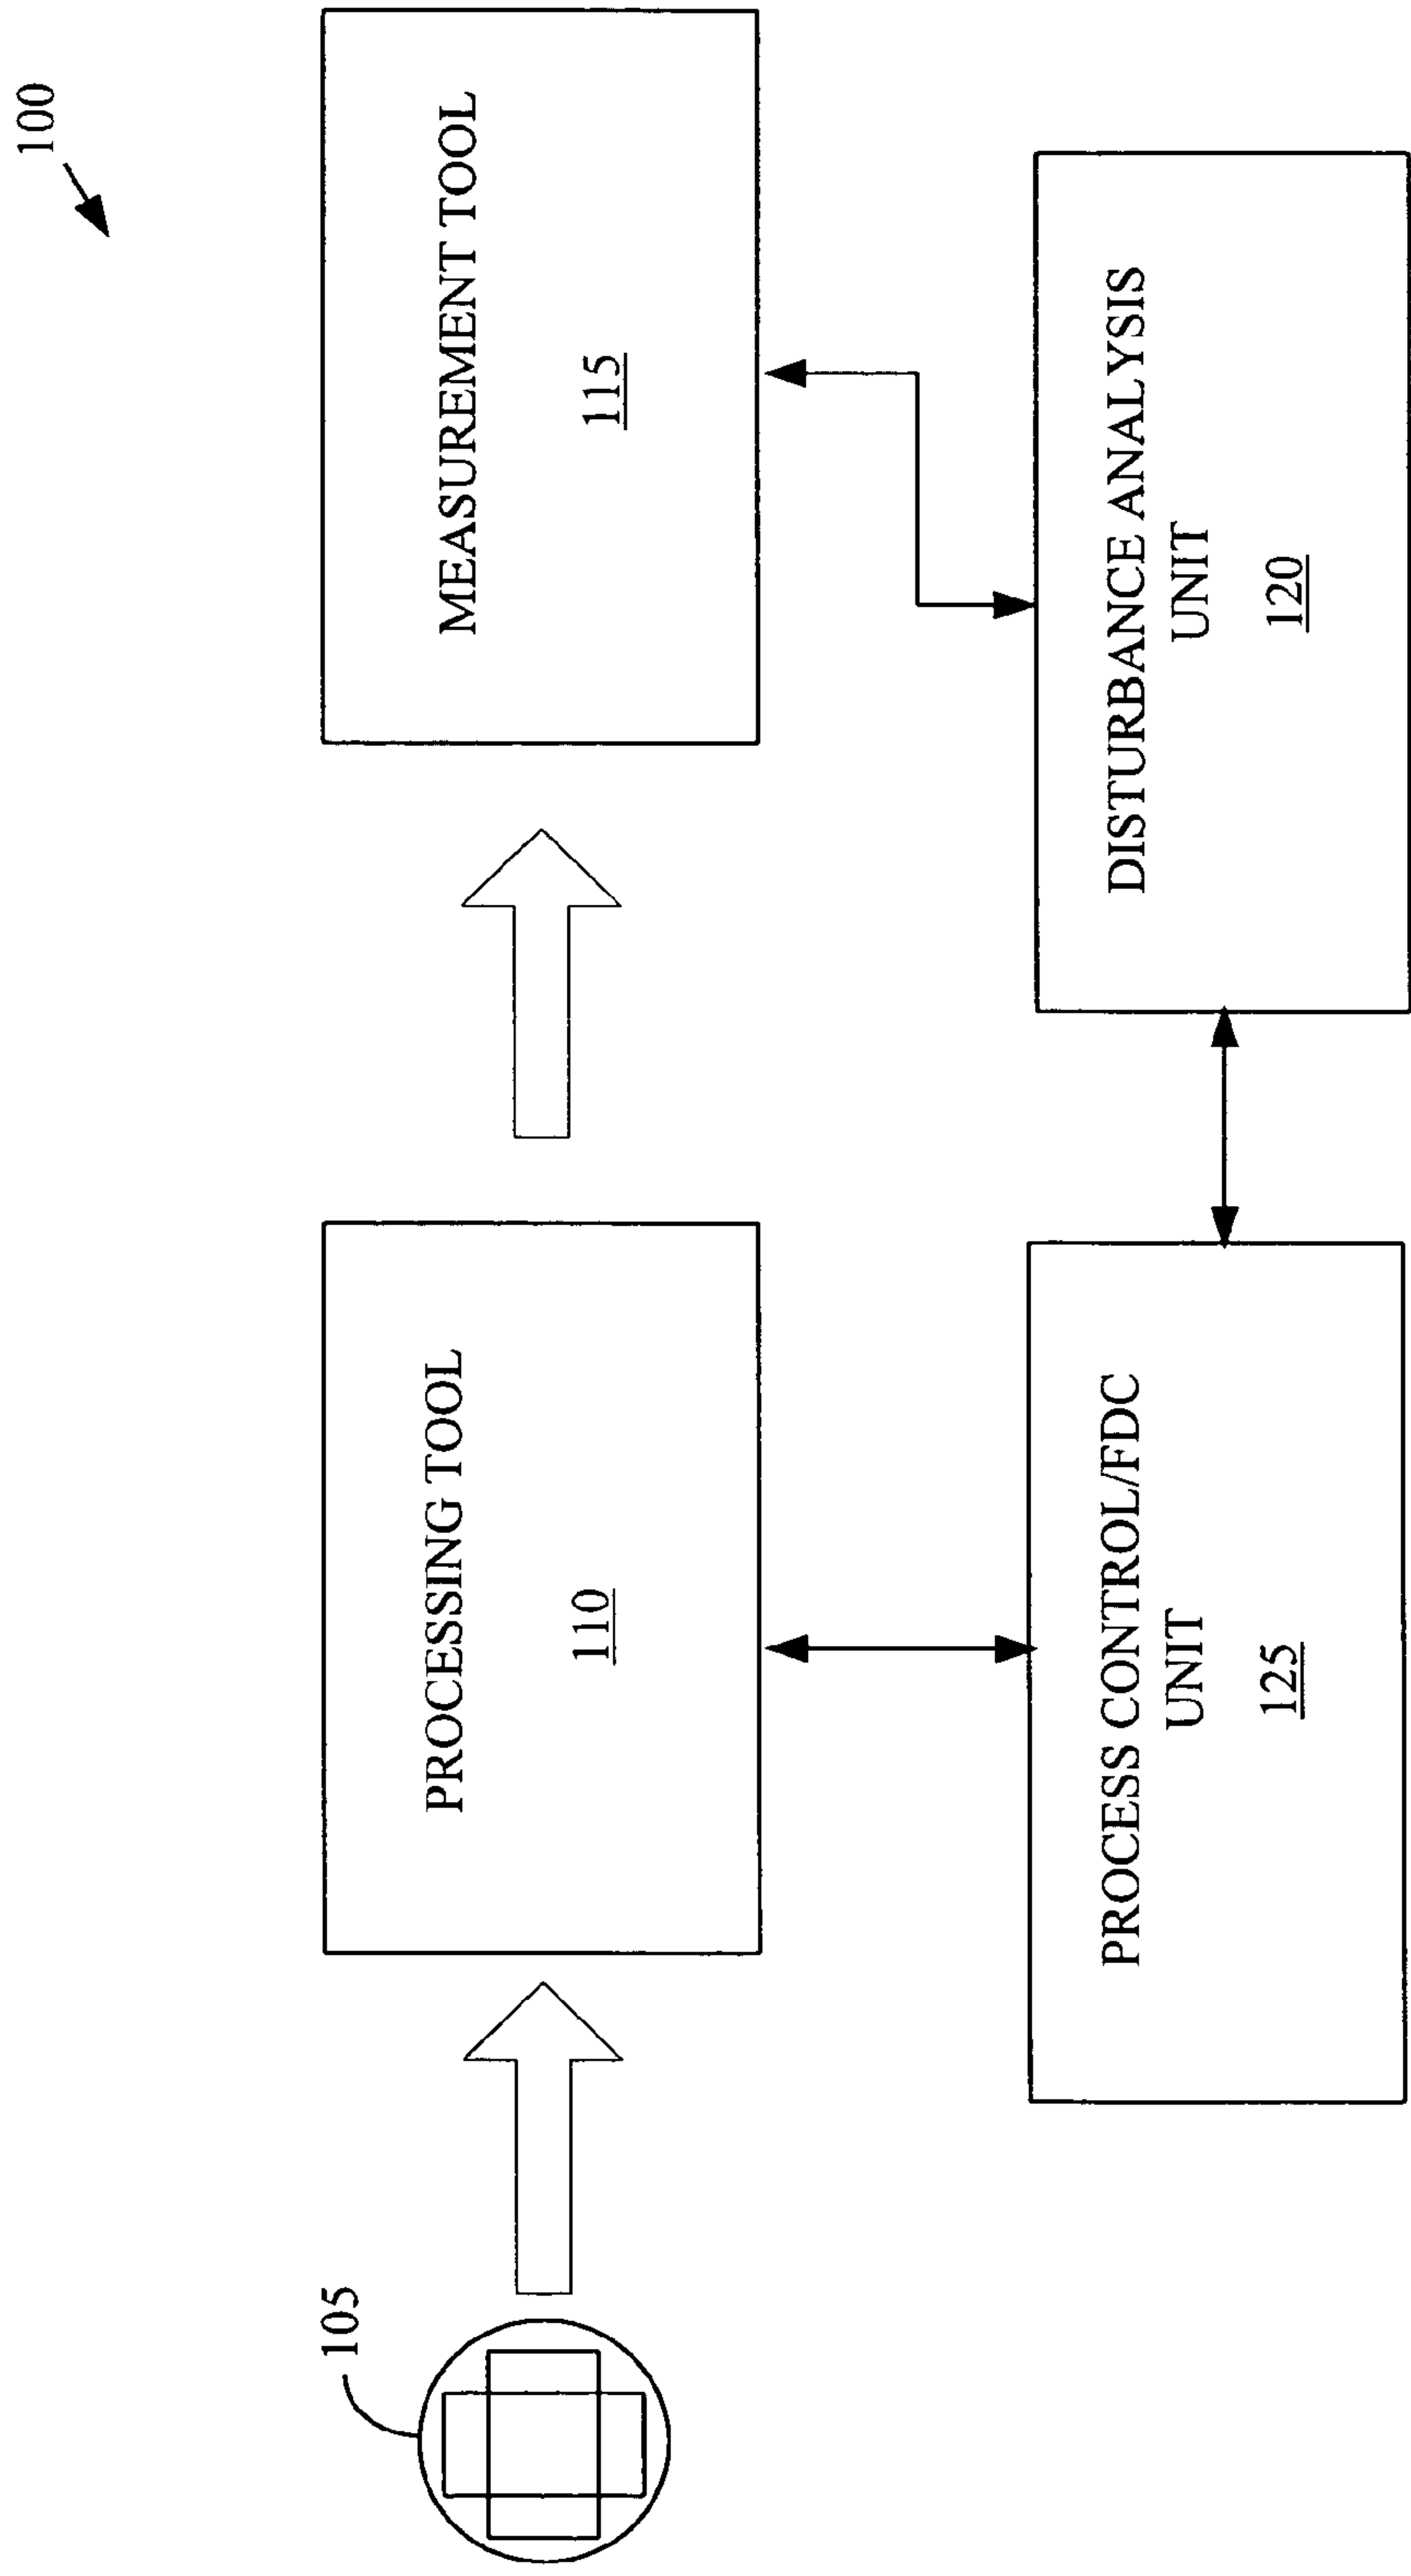 100
105
PROCESSING TOOL
110
MEASUREMENT TOOL
115
PROCESS CONTROL/FDC
UNIT
125
DISTURBANCE ANALYSIS
UNIT
120